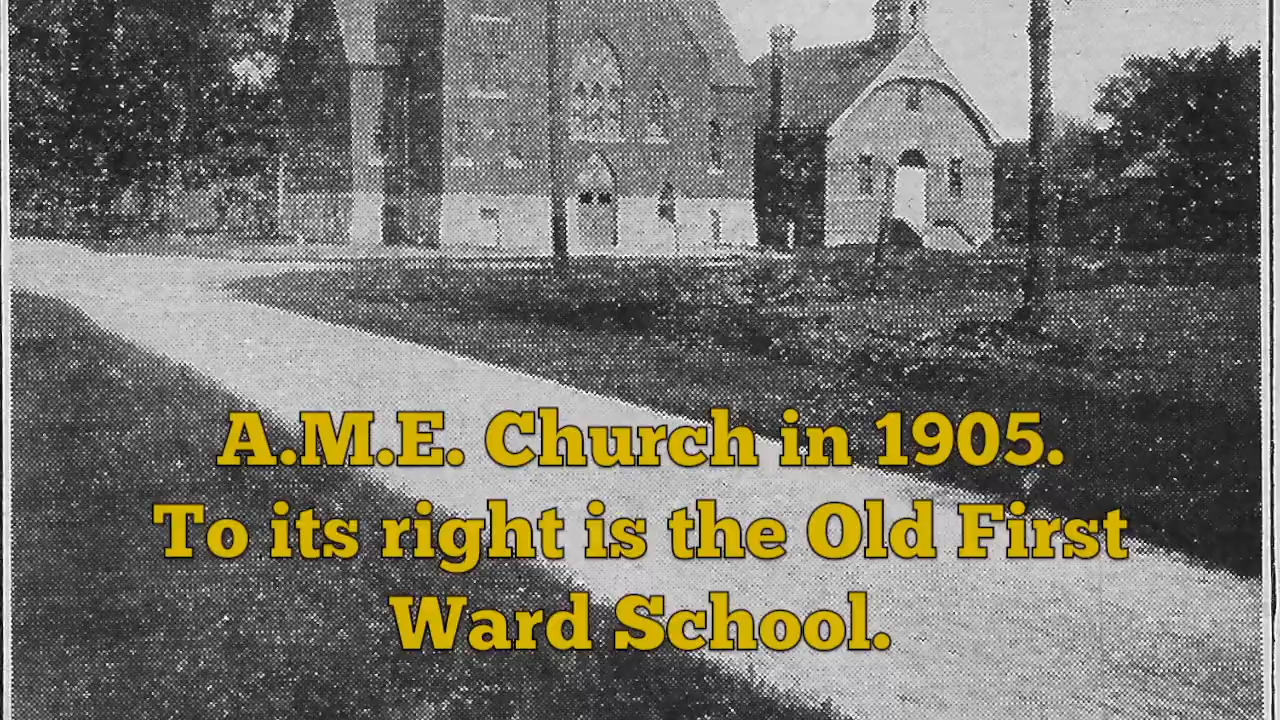 A.M.E. Church in 1905.
To its right is the Old First
Ward School.